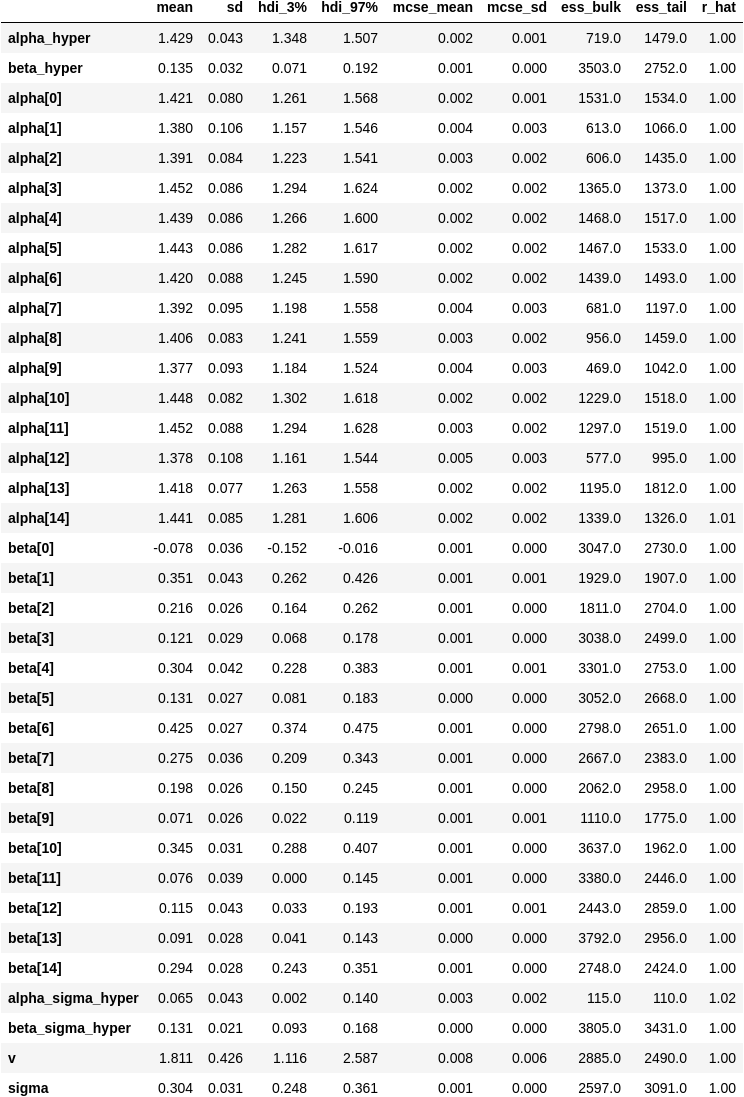 mean sd hdi_3% hdi_97% mcse_mean mcse_sd ess_bulk ess_tail r_hat
alpha_hyper 1.429 0.043 1.348 1.507 0.002 0.001 719.0 1479.0 1.00
beta_hyper 0.135 0.032 0.071 0.192 0.001 0.000 3503.0 2752.0 1.00
alpha[0] 1.421 0.080 1.261 1.568 0.002 0.001 1531.0 1534.0 1.00
alpha[1] 1.380 0.106 1.157 1.546 0.004 0.003 613.0 1066.0 1.00
alpha[2] 1.391 0.084 1.223 1.541 0.003 0.002 606.0 1435.0 1.00
alpha[3] 1.452 0.086 1.294 1.624 0.002 0.002 1365.0 1373.0 1.00
alpha[4] 1.439 0.086 1.266 1.600 0.002 0.002 1468.0 1517.0 1.00
alpha[5] 1.443 0.086 1.282 1.617 0.002 0.002 1467.0 1533.0 1.00
alpha[6] 1.420 0.088 1.245 1.590 0.002 0.002 1439.0 1493.0 1.00
alpha[7] 1.392 0.095 1.198 1.558 0.004 0.003 681.0 1197.0 1.00
alpha[8] 1.406 0.083 1.241 1.559 0.003 0.002 956.0 1459.0 1.00
alpha[9] 1.377 0.093 1.184 1.524 0.004 0.003 469.0 1042.0 1.00
alpha[10] 1.448 0.082 1.302 1.618 0.002 0.002 1229.0 1518.0 1.00
alpha[11] 1.452 0.088 1.294 1.628 0.003 0.002 1297.0 1519.0 1.00
alpha[12] 1.378 0.108 1.161 1.544 0.005 0.003 577.0 995.0 1.00
alpha[13] 1.418 0.077 1.263 1.558 0.002 0.002 1195.0 1812.0 1.00
alpha[14] 1.441 0.085 1.281 1.606 0.002 0.002 1339.0 1326.0 1.01
beta[0] -0.078 0.036 -0.152 -0.016 0.001 0.000 3047.0 2730.0 1.00
beta[1] 0.351 0.043 0.262 0.426 0.001 0.001 1929.0 1907.0 1.00
beta[2] 0.216 0.026 0.164 0.262 0.001 0.000 1811.0 2704.0 1.00
beta[3] 0.121 0.029 0.068 0.178 0.001 0.000 3038.0 2499.0 1.00
beta[4] 0.304 0.042 0.228 0.383 0.001 0.001 3301.0 2753.0 1.00
beta[5] 0.131 0.027 0.081 0.183 0.000 0.000 3052.0 2668.0 1.00
beta[6] 0.425 0.027 0.374 0.475 0.001 0.000 2798.0 2651.0 1.00
beta[7] 0.275 0.036 0.209 0.343 0.001 0.000 2667.0 2383.0 1.00
beta[8] 0.198 0.026 0.150 0.245 0.001 0.000 2062.0 2958.0 1.00
beta[9] 0.071 0.026 0.022 0.119 0.001 0.001 1110.0 1775.0 1.00
beta[10] 0.345 0.031 0.288 0.407 0.001 0.000 3637.0 1962.0 1.00
beta[11] 0.076 0.039 0.000 0.145 0.001 0.000 3380.0 2446.0 1.00
beta[12] 0.115 0.043 0.033 0.193 0.001 0.001 2443.0 2859.0 1.00
beta[13] 0.091 0.028 0.041 0.143 0.000 0.000 3792.0 2956.0 1.00
beta[14] 0.294 0.028 0.243 0.351 0.001 0.000 2748.0 2424.0 1.00
alpha_sigma_hyper 0.065 0.043 0.002 0.140 0.003 0.002 115.0 110.0 1.02
beta_sigma_hyper 0.131 0.021 0.093 0.168 0.000 0.000 3805.0 3431.0 1.00
v 1.811 0.426 1.116 2.587 0.008 0.006 2885.0 2490.0 1.00
sigma 0.304 0.031 0.248 0.361 0.001 0.000 2597.0 3091.0 1.00